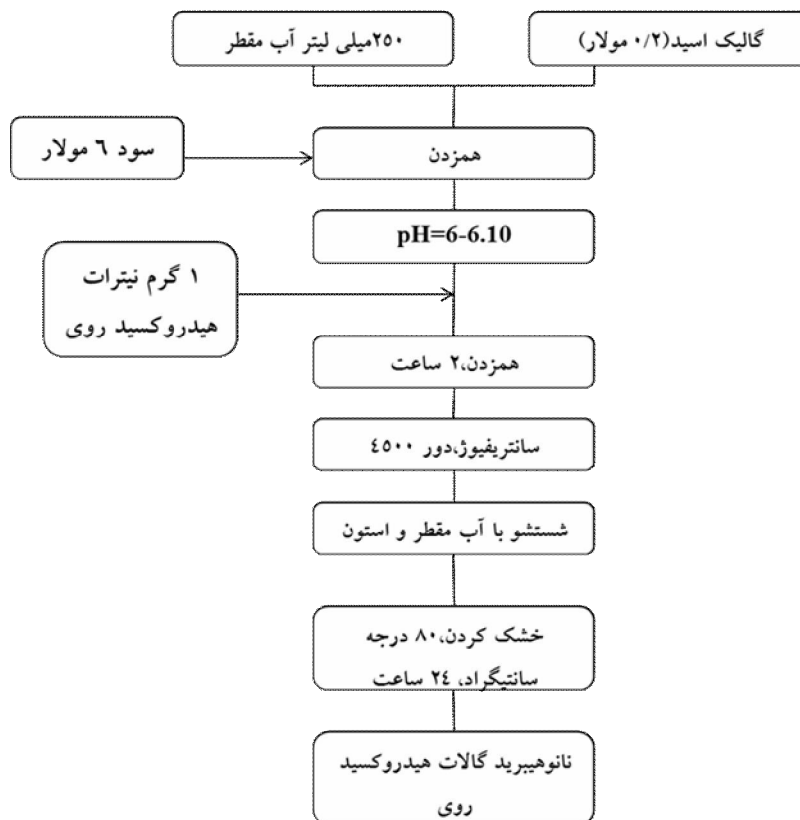 گالیک اسید(۰/۲ مولار)
۲٥۰میلی لیتر آب مقطر
سود ٦ مولار
همزدن
pH=6-6.10
۱ گرم نیترات
هیدروکسید روی
همزدن،۲ ساعت
سانتریفیوژ،دور ٤٥۰۰
شستشو با آب مقطر و استون
خشک کردن،۸۰ درجه
سانتیگراد، ۲٤ ساعت
نانوهیبرید گالات هیدروکسید
روی